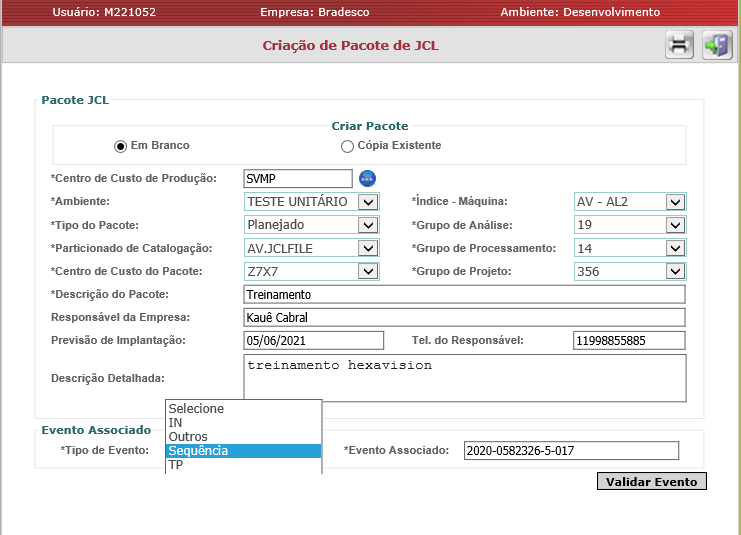 Usuário: M221052 Empresa: Bradesco Ambiente: Desenvolvimento
Criação de Pacote de JCL
Pacote JCL
Criar Pacote
Em Branco Cópia Existente
*Centro de Custo de Produção: SVMP
*Ambiente: TESTE UNITÁRIO *Índice - Máquina: AV - AL2
*Tipo do Pacote: Planejado *Grupo de Análise: 19
*Particionado de Catalogação: AV.JCLFILE *Grupo de Processamento: 14
*Centro de Custo do Pacote: Z7X7 *Grupo de Projeto: 356
*Descrição do Pacote: Treinamento
Responsável da Empresa: Kauê Cabral
Previsão de Implantação: 05/06/2021 Tel. do Responsável: 11998855885
Descrição Detalhada: treinamento hexavision
Selecione
IN
Evento Associado Outros
*Tipo de Evento: Sequência *Evento Associado: 2020-0582326-5-017
TP
Validar Evento